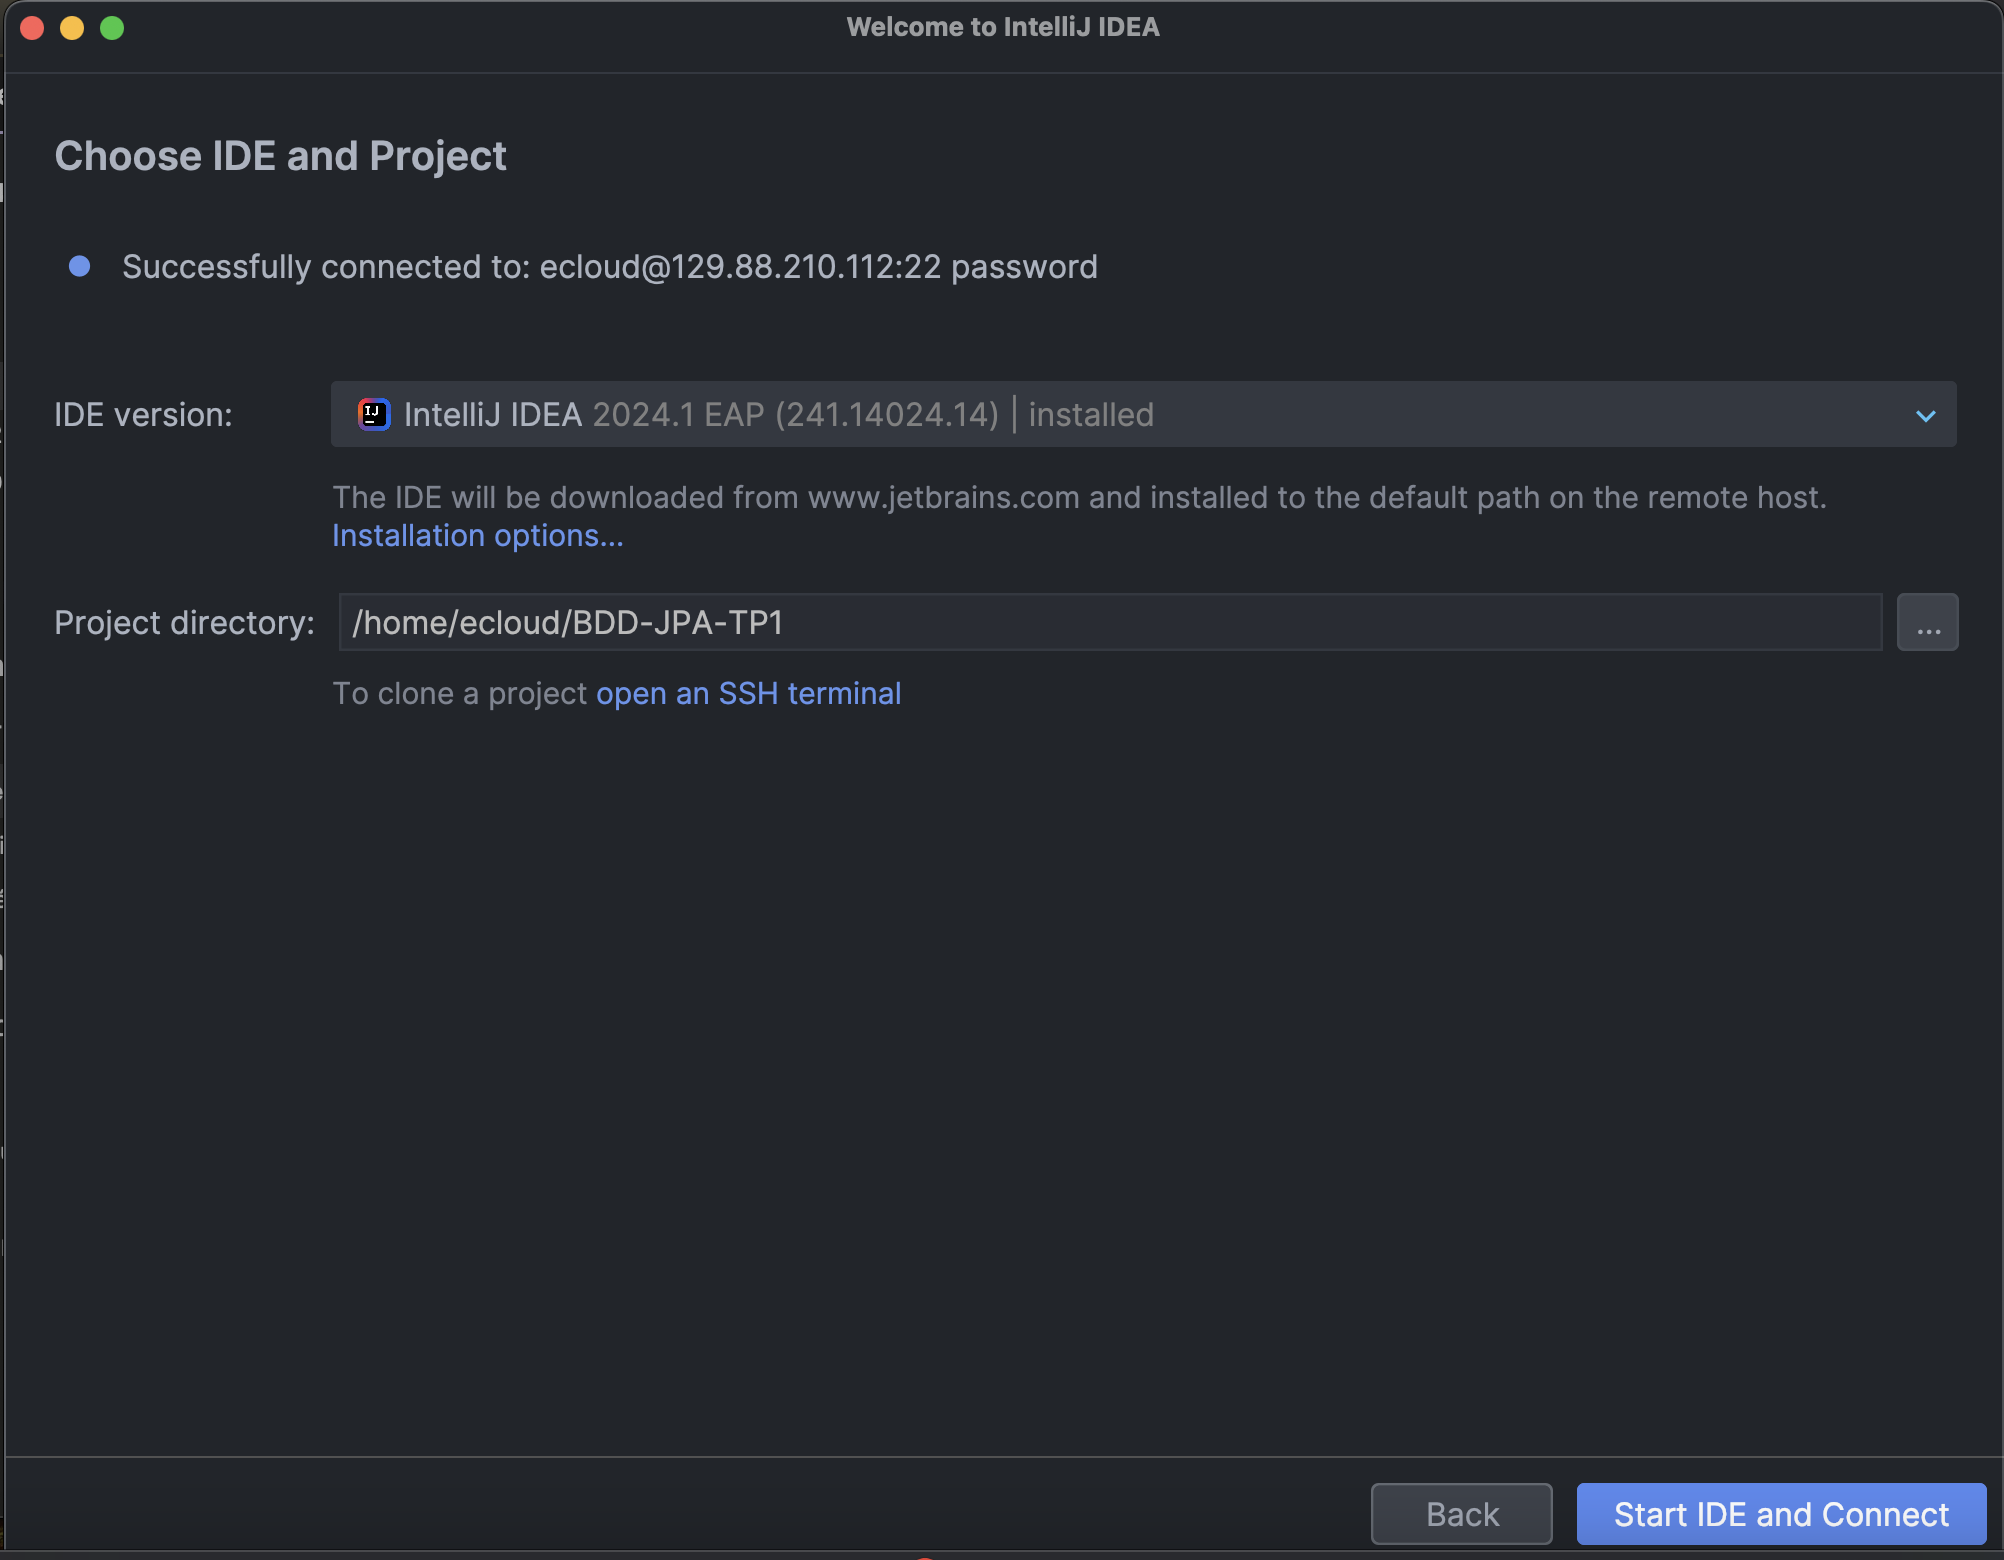 Welcome to IntelliJ IDEA
Choose IDE and Project
Successfully connected to: ecloud@129.88.210.112:22 password
IDE version:
IJ IntelliJ IDEA 2024.1 EAP (241.14024.14) | installed
The IDE will be downloaded from www.jetbrains.com and installed to the default path on the remote host.
Installation options...
Project directory:
/home/ecloud/BDD-JPA-TP1
...
To clone a project open an SSH terminal
Back
Start IDE and Connect